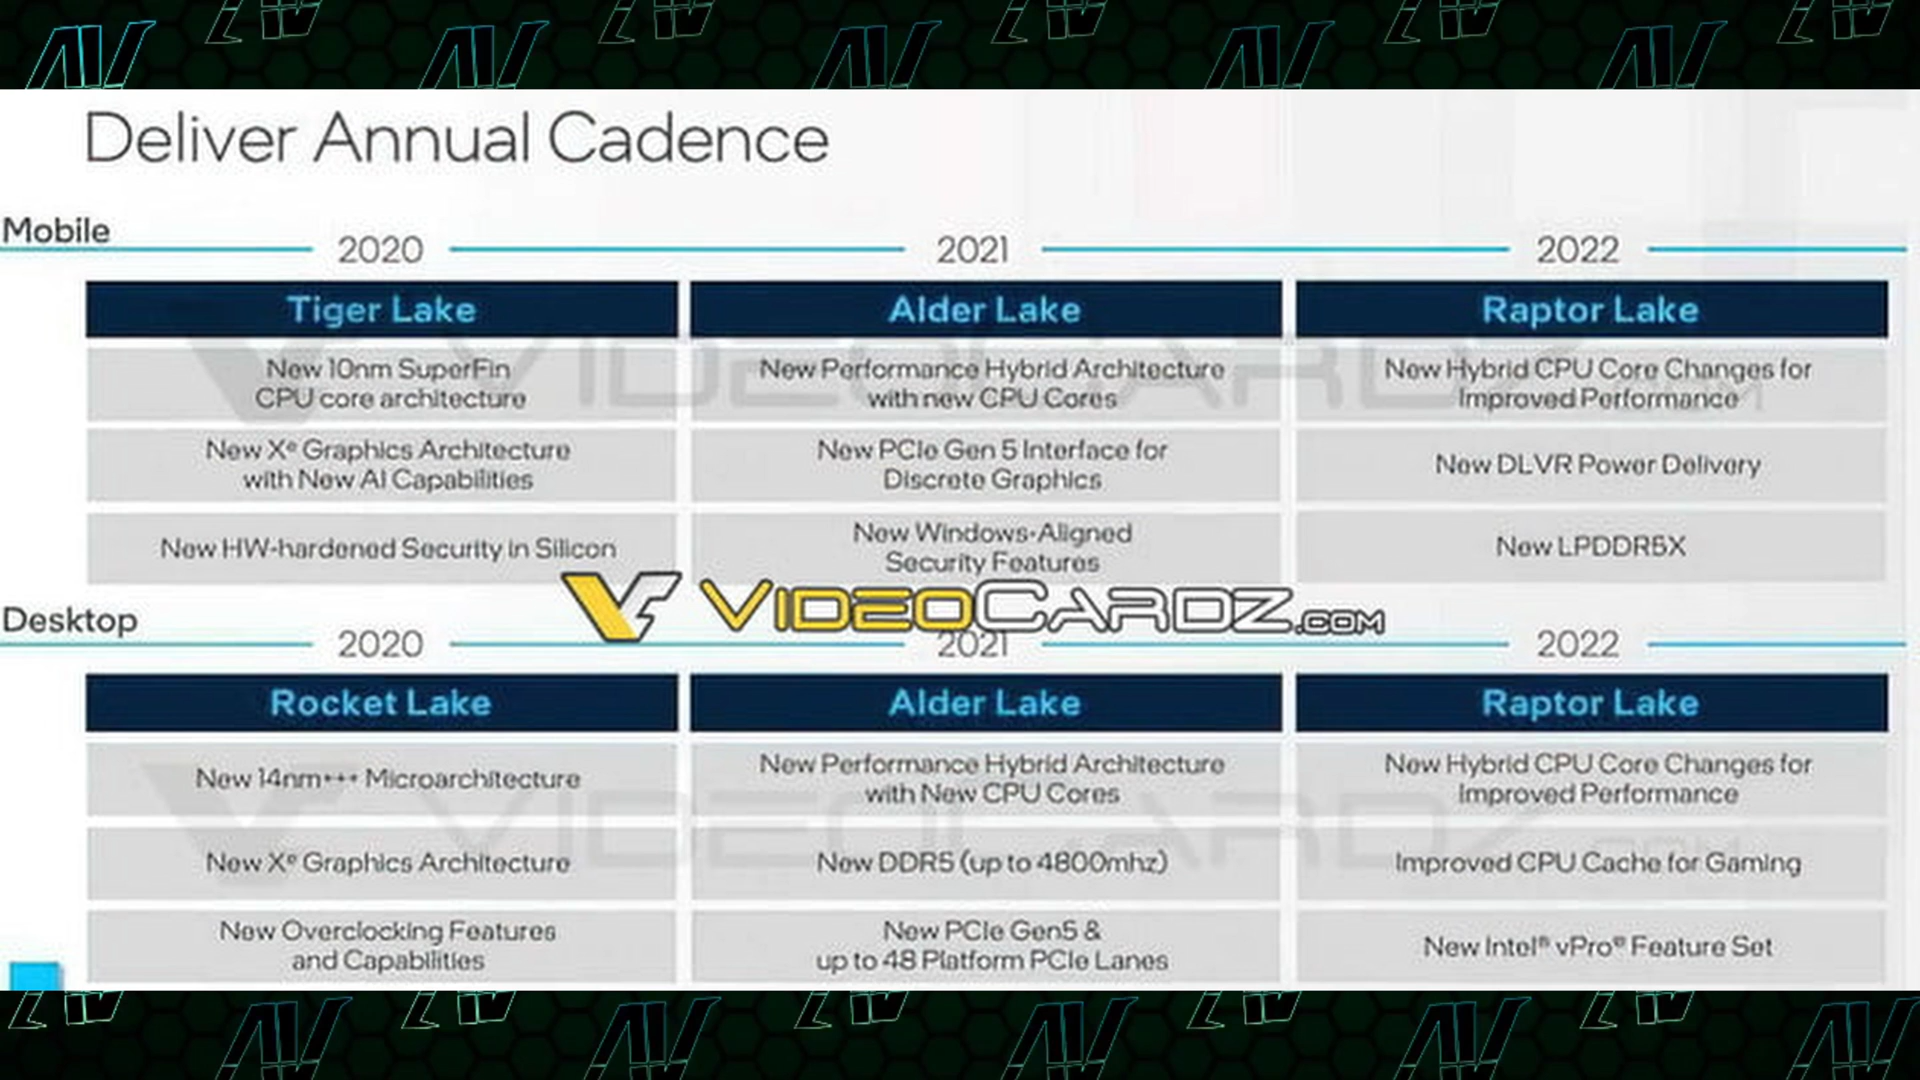 Deliver Annual Cadence
Mobile
2020
2021
2022
Tiger Lake
Alder Lake
Raptor Lake
New 10nm SuperFin
CPU core architecture
New Performance Hybrid Architecture
with new CPU Cores
New Hybrid CPU Core Changes for
Improved Performance
New Xᵉ Graphics Architecture
with New AI Capabilities
New PCIe Gen 5 Interface for
Discrete Graphics
New DLVR Power Delivery
New HW-hardened Security in Silicon
New Windows-Aligned
Security Features
New LPDDR5X
VIDEOCARDZ.COM
Desktop
2020
2021
2022
Rocket Lake
Alder Lake
Raptor Lake
New 14nm+++ Microarchitecture
New Performance Hybrid Architecture
with New CPU Cores
New Hybrid CPU Core Changes for
Improved Performance
New Xᵉ Graphics Architecture
New DDR5 (up to 4800mhz)
Improved CPU Cache for Gaming
New Overclocking Features
and Capabilities
New PCIe Gen5 &
up to 48 Platform PCIe Lanes
New Intel® vPro® Feature Set
VIDEOCARDZ.COM
VIDEOCARDZ.COM